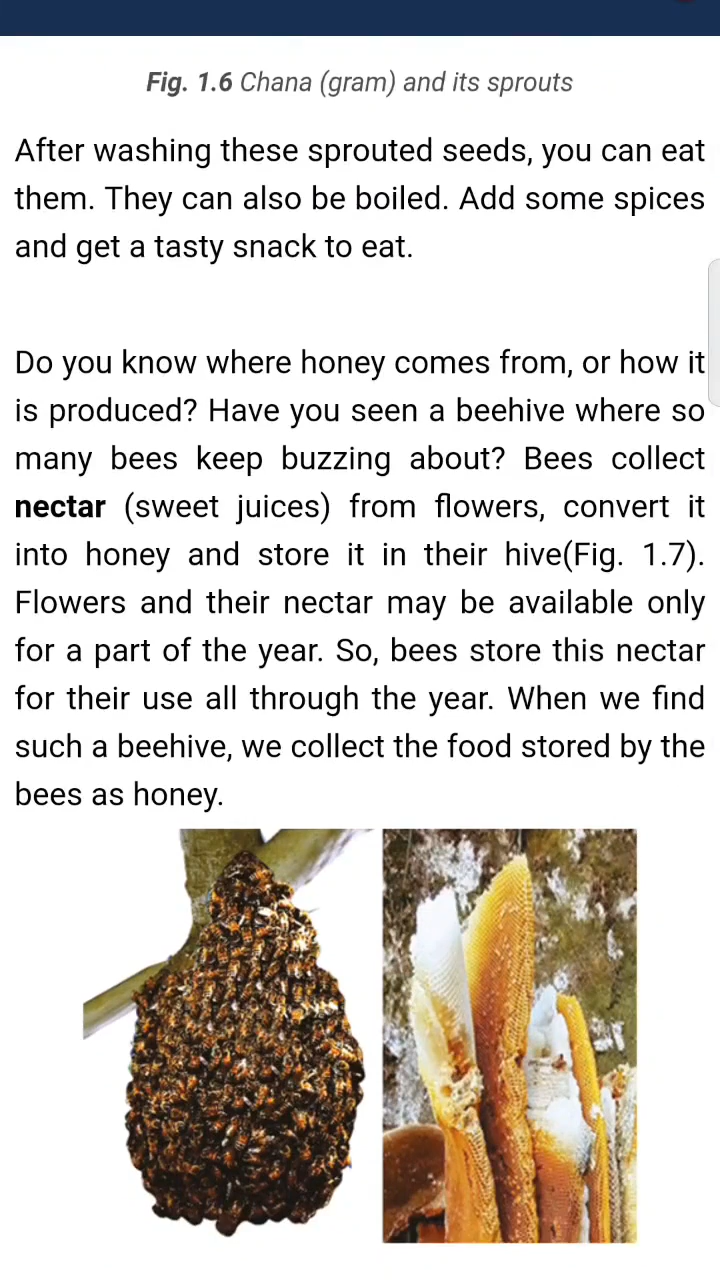 Fig. 1.6 Chana (gram) and its sprouts
After washing these sprouted seeds, you can eat
them. They can also be boiled. Add some spices
and get a tasty snack to eat.
Do you know where honey comes from, or how it
is produced? Have you seen a beehive where so
many bees keep buzzing about? Bees collect
nectar (sweet juices) from flowers, convert it
into honey and store it in their hive(Fig. 1.7).
Flowers and their nectar may be available only
for a part of the year. So, bees store this nectar
for their use all through the year. When we find
such a beehive, we collect the food stored by the
bees as honey.